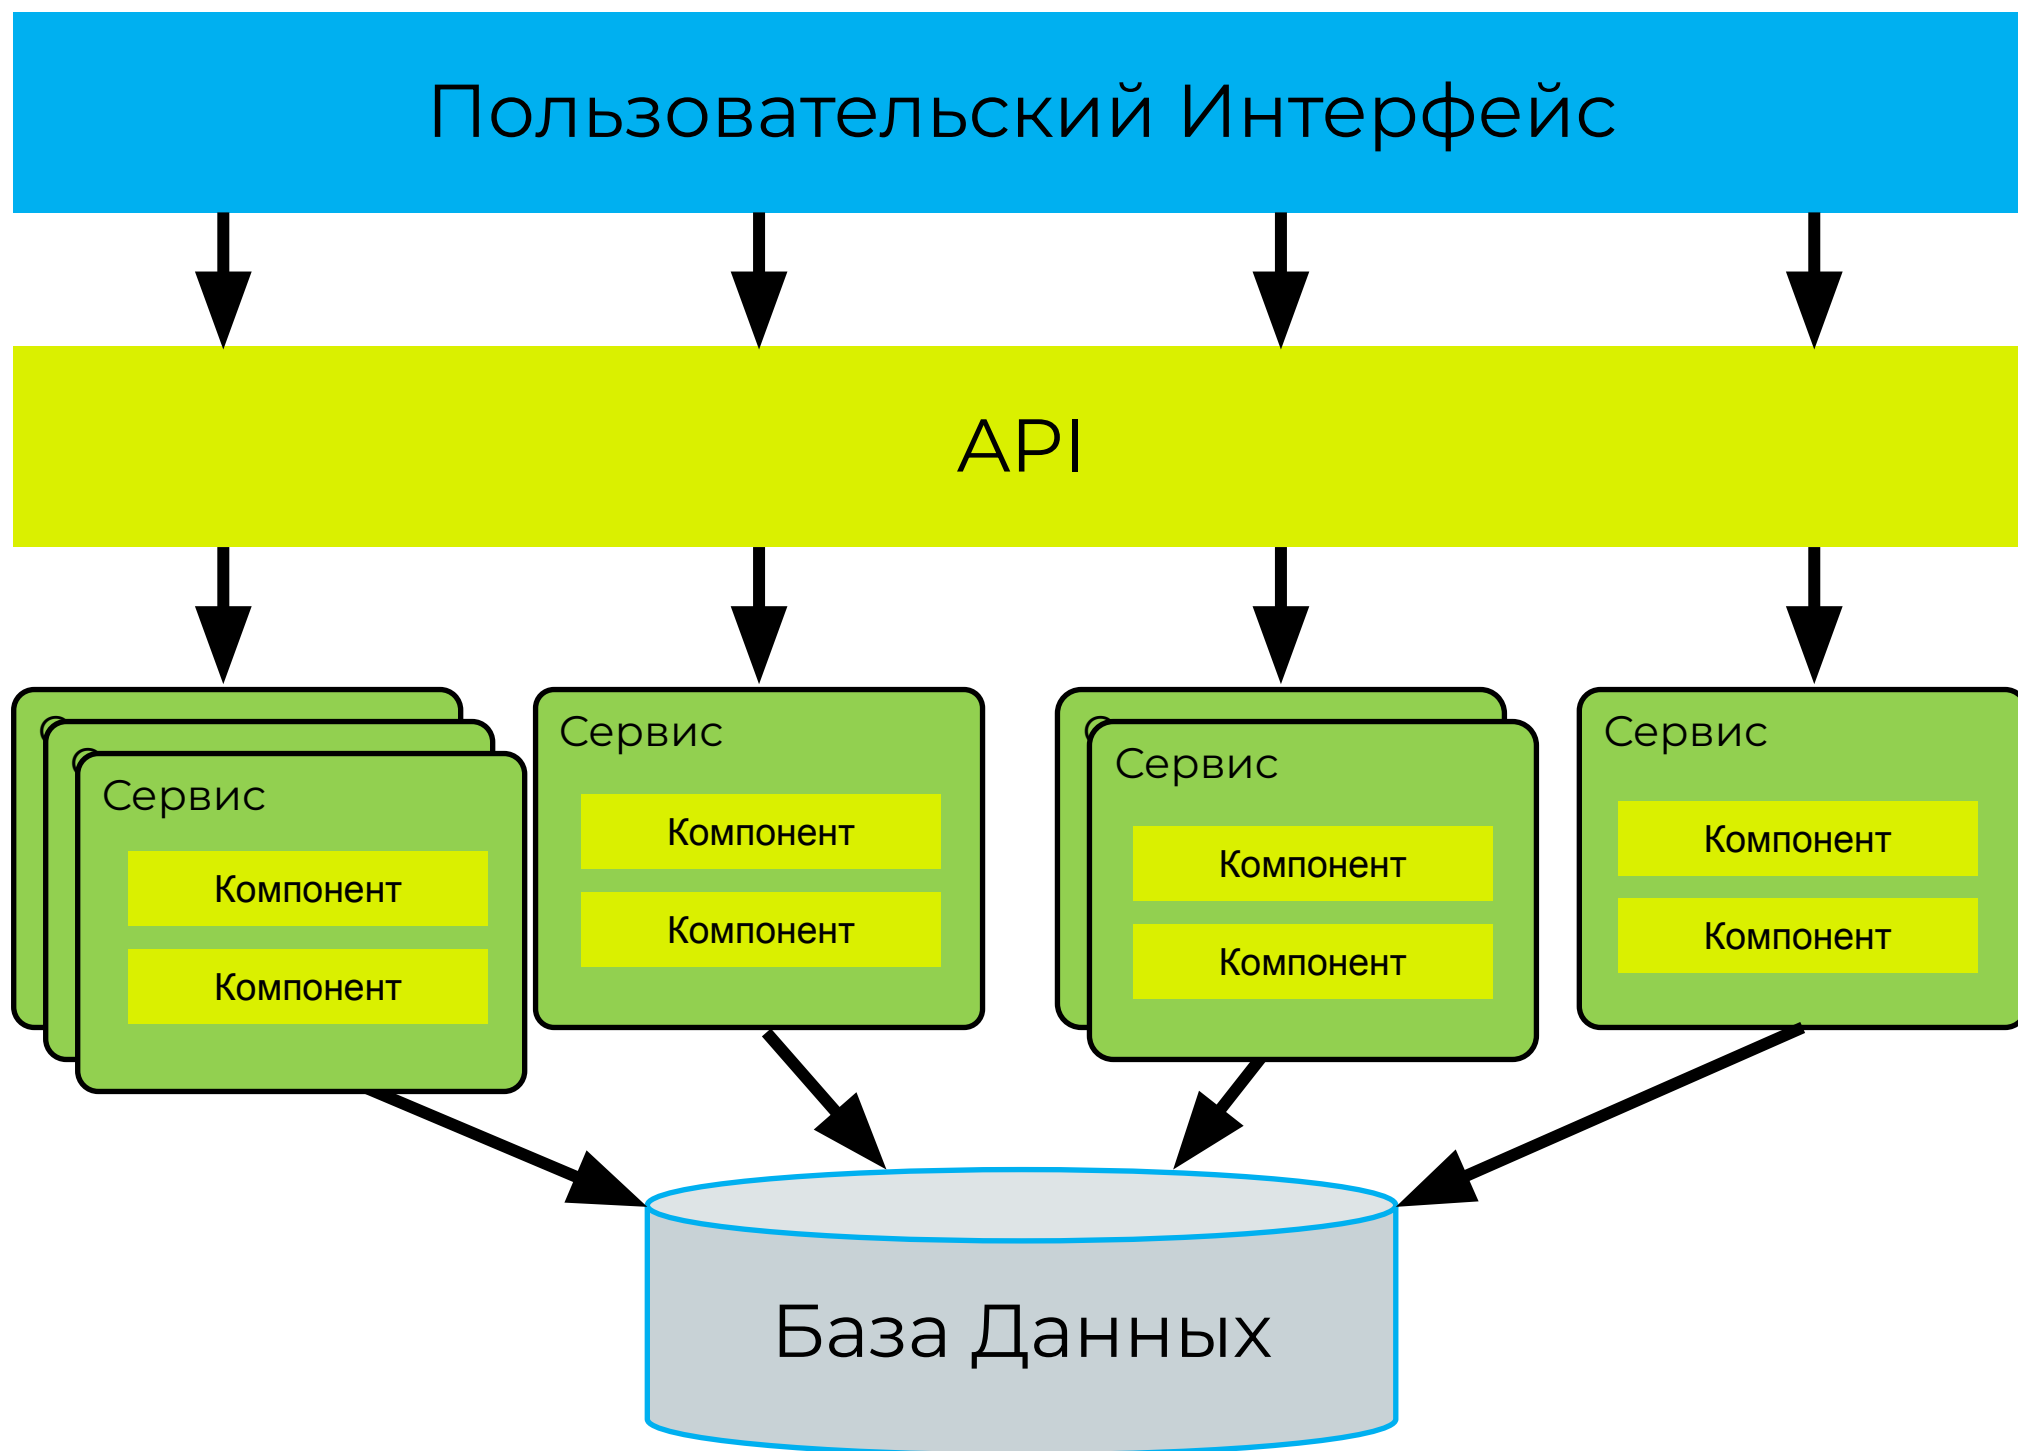 Пользовательский Интерфейс
API
Сервис
Компонент
Компонент
Сервис
Компонент
Компонент
Сервис
Компонент
Компонент
Сервис
Компонент
Компонент
База Данных